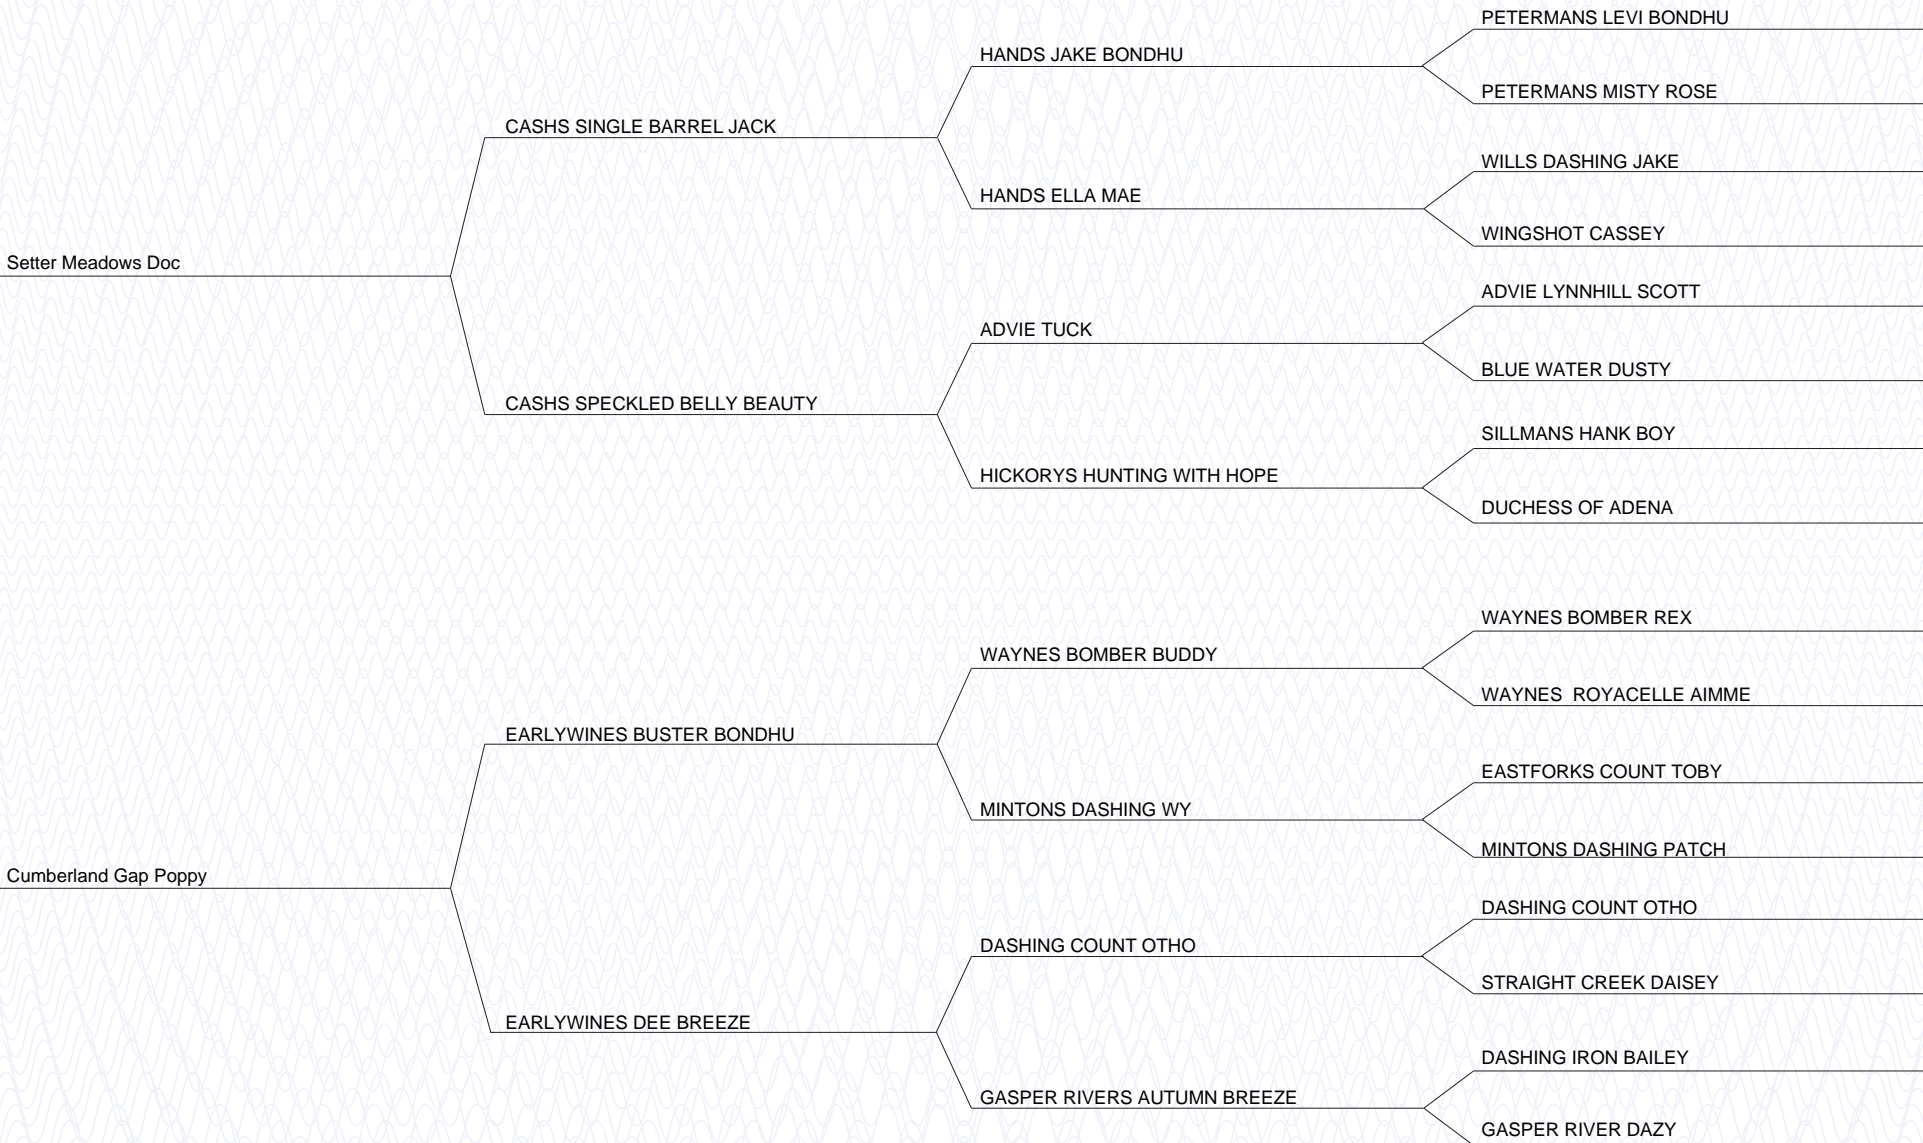 PETERMANS LEVI BONDHU
HANDS JAKE BONDHU
PETERMANS MISTY ROSE
CASHS SINGLE BARREL JACK
WILLS DASHING JAKE
HANDS ELLA MAE
WINGSHOT CASSEY
Setter Meadows Doc
ADVIE LYNNHILL SCOTT
ADVIE TUCK
BLUE WATER DUSTY
CASHS SPECKLED BELLY BEAUTY
SILLMANS HANK BOY
HICKORYS HUNTING WITH HOPE
DUCHESS OF ADENA
WAYNES BOMBER REX
WAYNES BOMBER BUDDY
WAYNES  ROYACELLE AIMME
EARLYWINES BUSTER BONDHU
EASTFORKS COUNT TOBY
MINTONS DASHING WY
MINTONS DASHING PATCH
Cumberland Gap Poppy
DASHING COUNT OTHO
DASHING COUNT OTHO
STRAIGHT CREEK DAISEY
EARLYWINES DEE BREEZE
DASHING IRON BAILEY
GASPER RIVERS AUTUMN BREEZE
GASPER RIVER DAZY